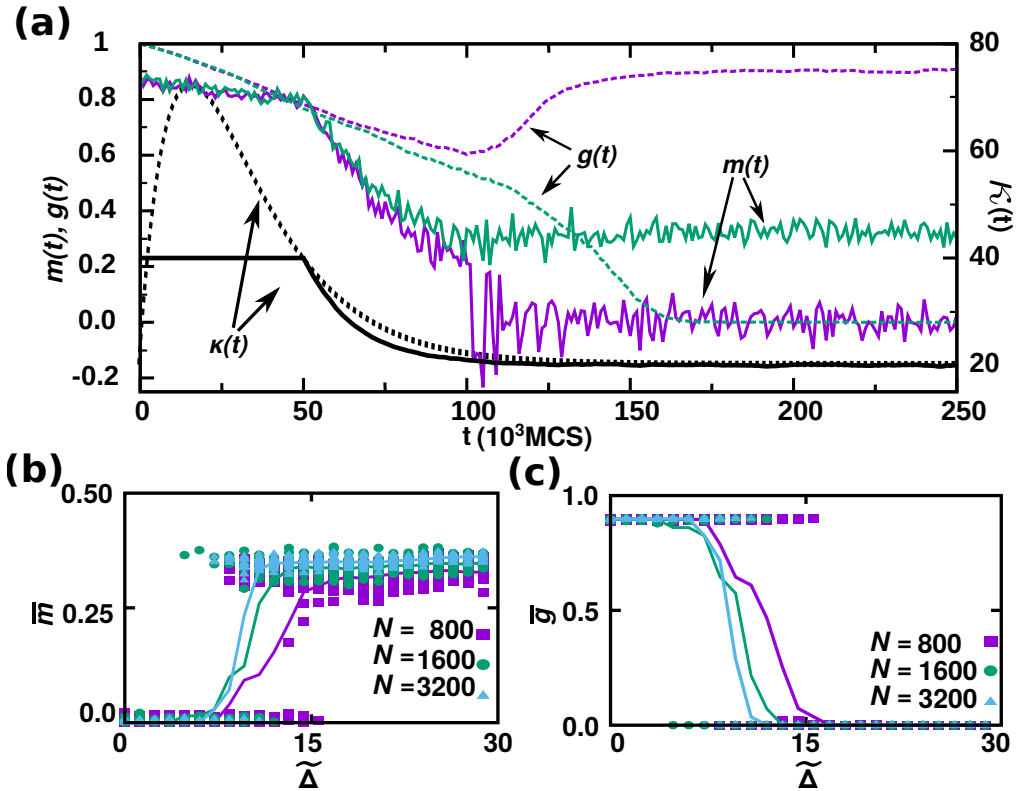 (a)
1
0.8
0.6
0.4
0.2
0.0
-0.2
m(t), g(t)
80
60
40
20
κ(t)
g(t)
m(t)
κ(t)
0 50 100 150 200 250
t (10³MCS)
(b)
0.50
0.25
0.0
m̅
N = 800
N = 1600
N = 3200
0 15 30
Δ̃
(c)
1.0
0.5
0.0
g̅
N = 800
N = 1600
N = 3200
0 15 30
Δ̃